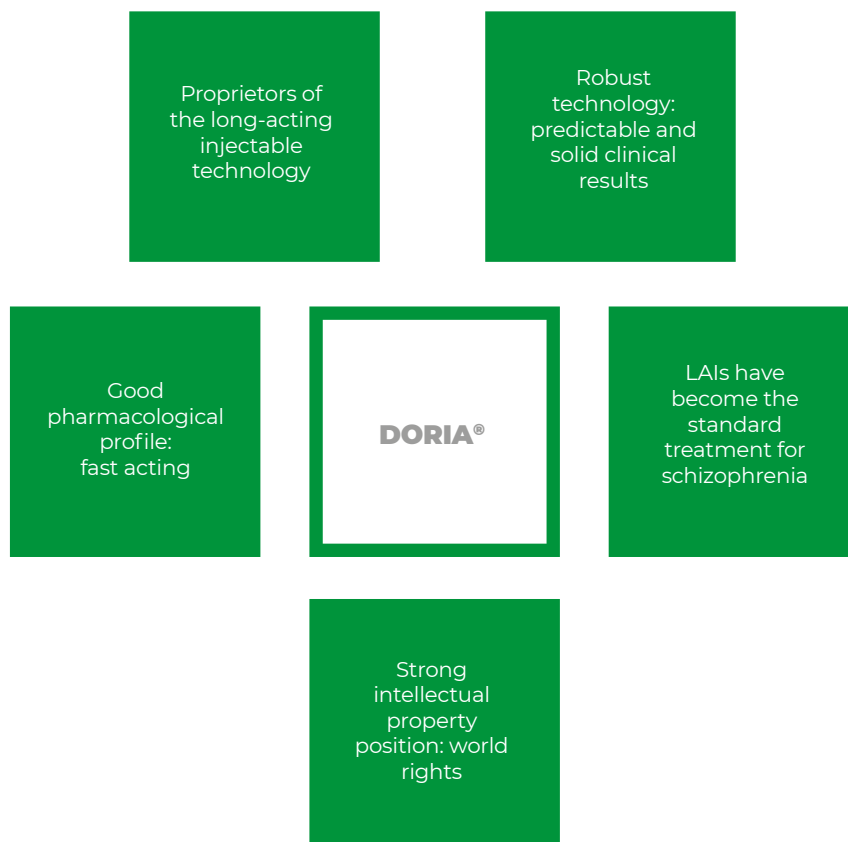 Proprietors of
the long-acting
injectable
technology
Robust
technology:
predictable and
solid clinical
results
Good
pharmacological
profile:
fast acting
DORIA®
LAIs have
become the
standard
treatment for
schizophrenia
Strong
intellectual
property
position: world
rights